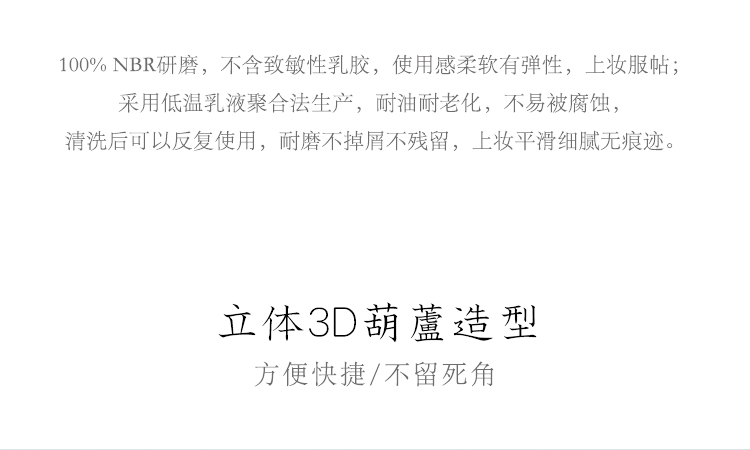 100% NBR研磨，不含致敏性乳胶，使用感柔软有弹性，上妆服帖；
采用低温乳液聚合法生产，耐油耐老化，不易被腐蚀，
清洗后可以反复使用，耐磨不掉屑不残留，上妆平滑细腻无痕迹。
立体3D葫蘆造型
方便快捷/不留死角